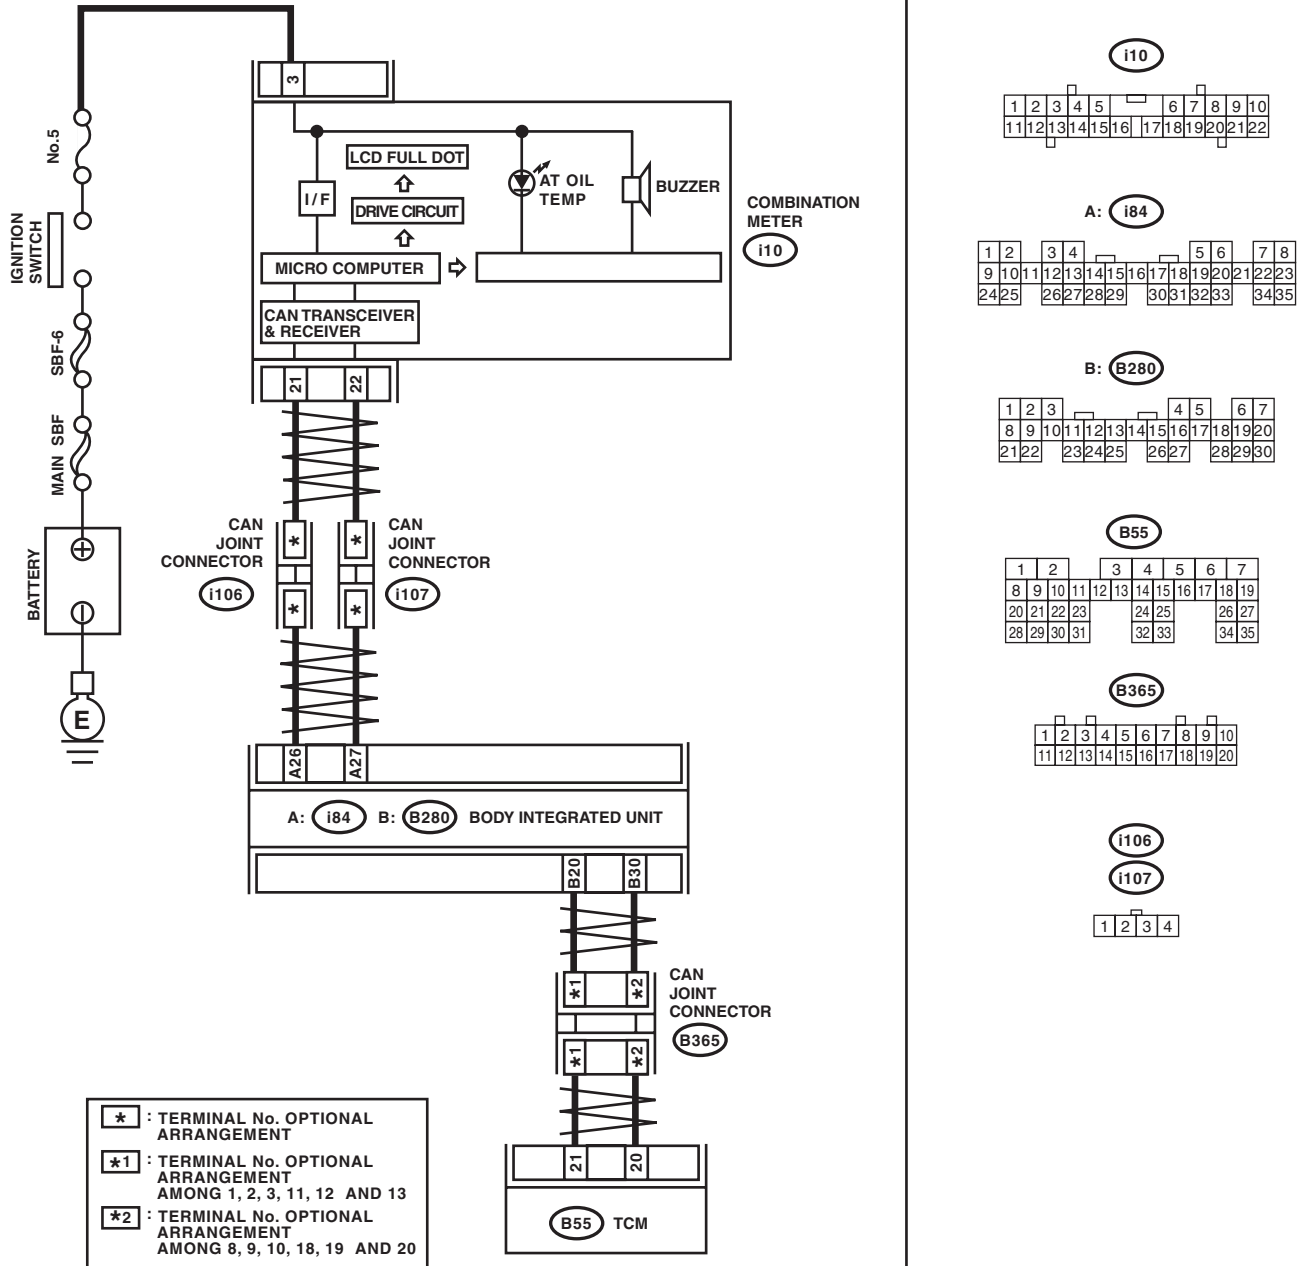 No.5
IGNITION
SWITCH
SBF-6
MAIN SBF
BATTERY
E
3
LCD FULL DOT
I/F
DRIVE CIRCUIT
AT OIL
TEMP
BUZZER
MICRO COMPUTER
CAN TRANSCEIVER
& RECEIVER
COMBINATION
METER
i10
21 22
CAN
JOINT
CONNECTOR
i106
CAN
JOINT
CONNECTOR
i107
* *
* *
A26 A27
A: i84 B: B280 BODY INTEGRATED UNIT
B20 B30
*1 *2
CAN
JOINT
CONNECTOR
B365
*1 *2
21 20
B55 TCM
* : TERMINAL No. OPTIONAL
ARRANGEMENT
*1 : TERMINAL No. OPTIONAL
ARRANGEMENT
AMONG 1, 2, 3, 11, 12 AND 13
*2 : TERMINAL No. OPTIONAL
ARRANGEMENT
AMONG 8, 9, 10, 18, 19 AND 20
i10
1 2 3 4 5 6 7 8 9 10
11 12 13 14 15 16 17 18 19 20 21 22
A: i84
1 2 3 4 5 6 7 8
9 10 11 12 13 14 15 16 17 18 19 20 21 22 23
24 25 26 27 28 29 30 31 32 33 34 35
B: B280
1 2 3 4 5 6 7
8 9 10 11 12 13 14 15 16 17 18 19 20
21 22 23 24 25 26 27 28 29 30
B55
1 2 3 4 5 6 7
8 9 10 11 12 13 14 15 16 17 18 19
20 21 22 23 24 25 26 27
28 29 30 31 32 33 34 35
B365
1 2 3 4 5 6 7 8 9 10
11 12 13 14 15 16 17 18 19 20
i106
i107
1 2 3 4